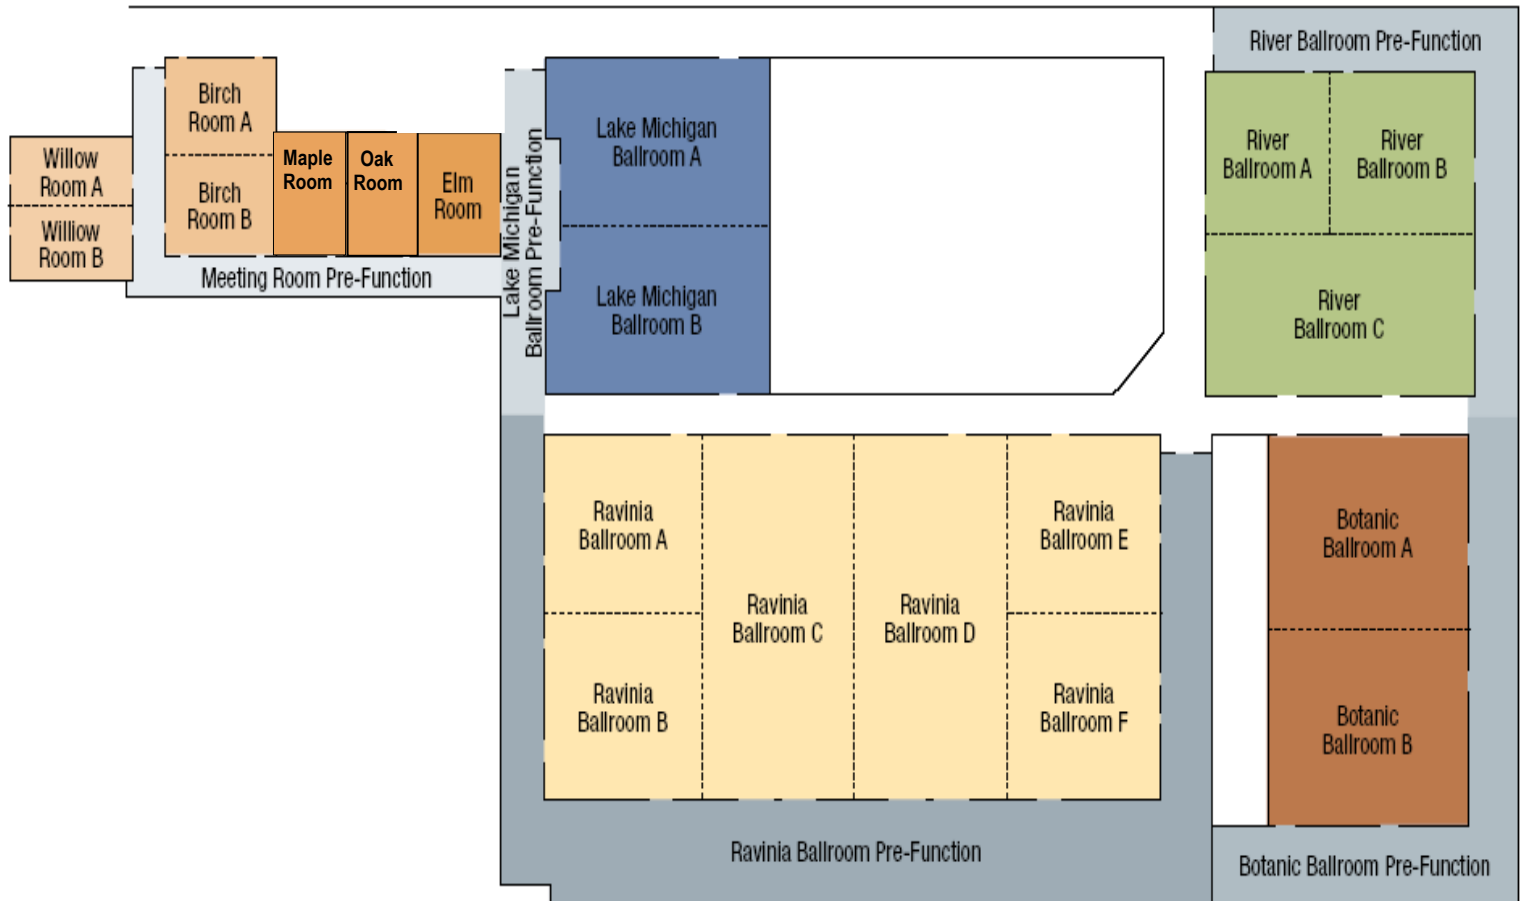 River Ballroom Pre-Function
Birch
Room A
Willow
Room A
Birch
Room B
Maple
Room
Oak
Room
Elm
Room
Williow
Room B
Meeting Room Pre-Function
Lake Michigan
Ballroom Pre-Function
Lake Michigan
Ballroom A
Lake Michigan
Ballroom B
River
Ballroom A
River
Ballroom B
River
Ballroom C
Ravinia
Ballroom A
Ravinia
Ballroom B
Ravinia
Ballroom C
Ravinia
Ballroom D
Ravinia
Ballroom E
Ravinia
Ballroom F
Botanic
Ballroom A
Botanic
Ballroom B
Ravinia Ballroom Pre-Function
Botanic Ballroom Pre-Function